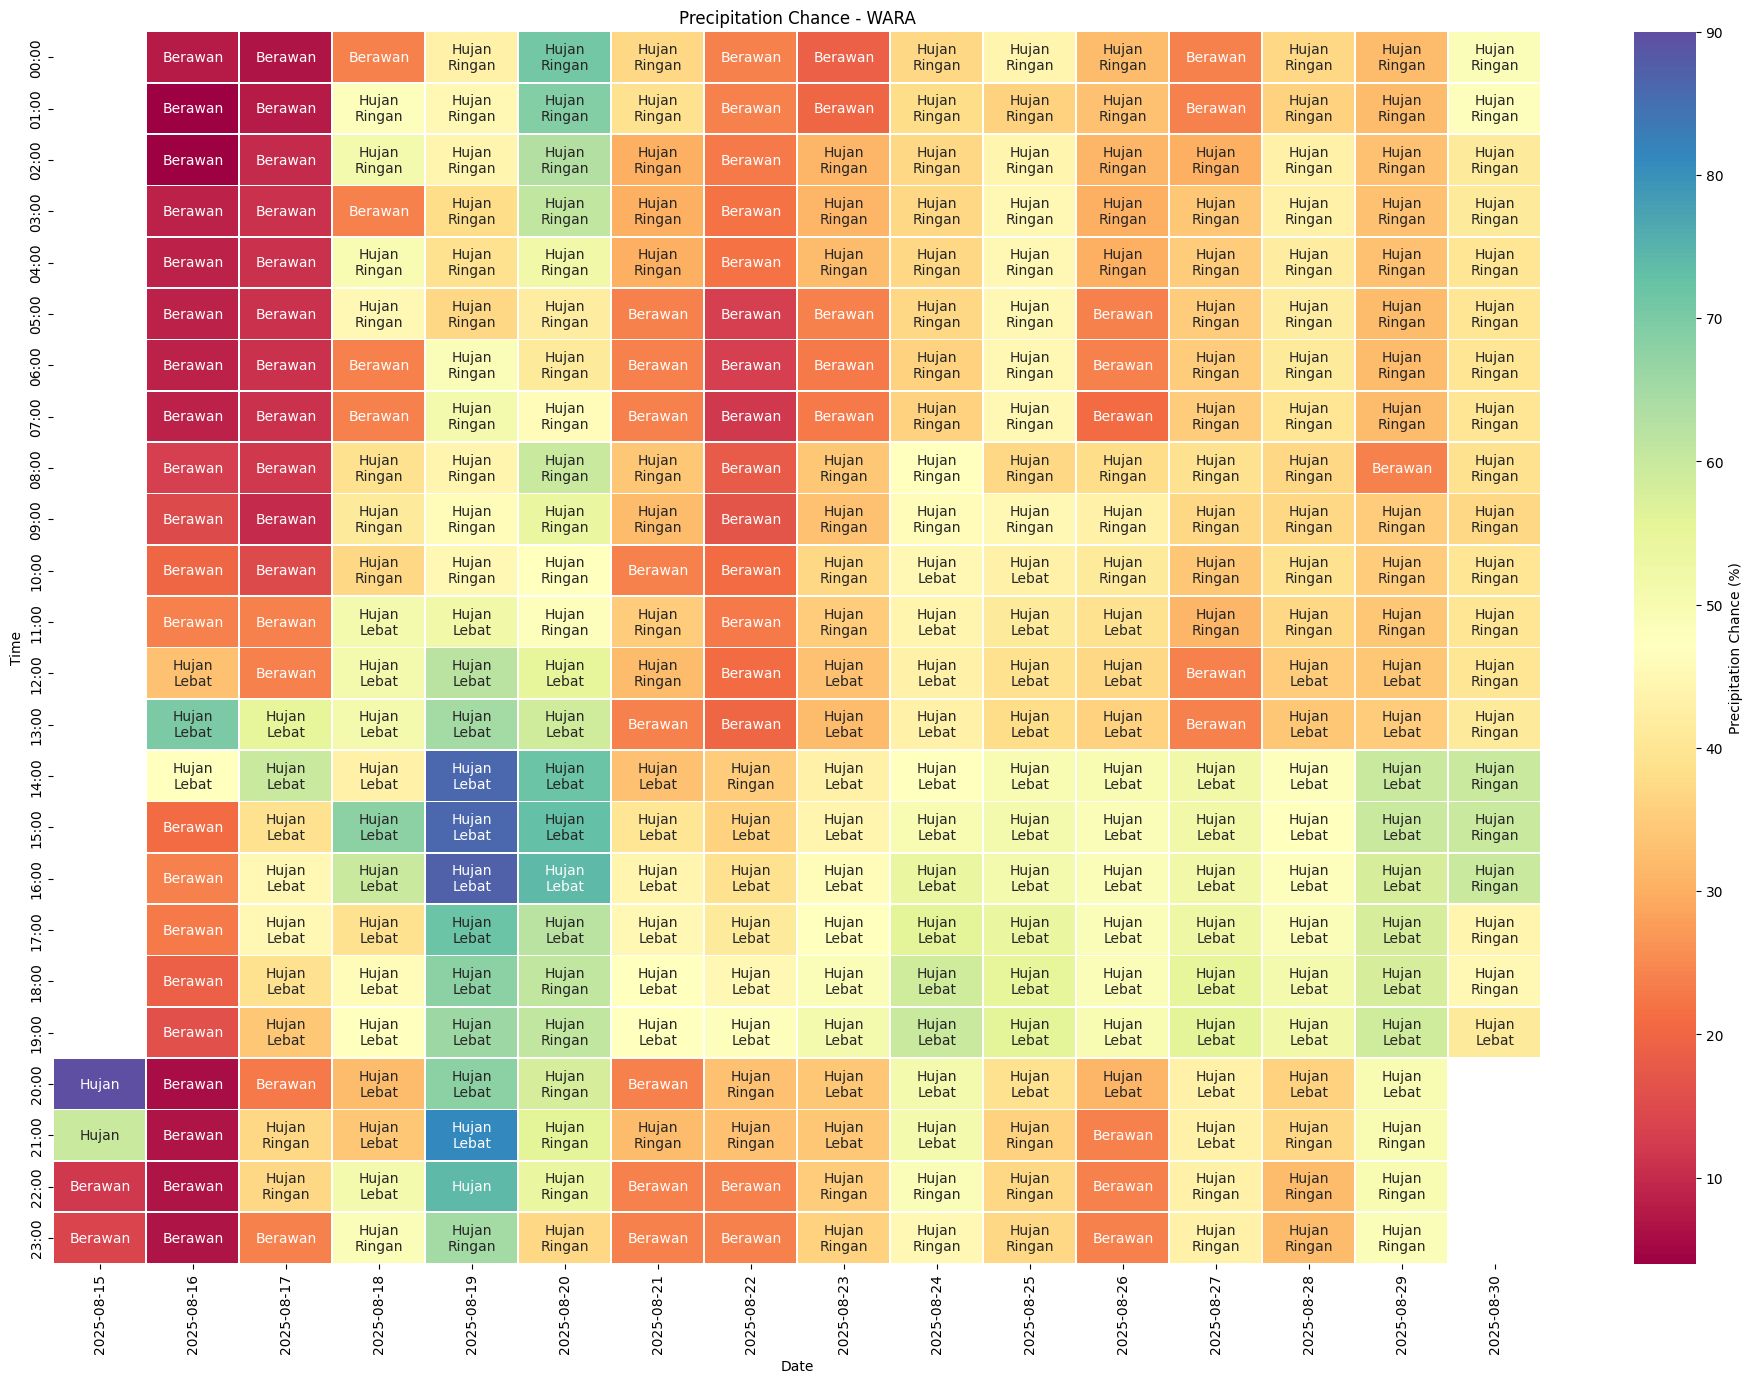 Precipitation Chance - WARA
00:00 Berawan Berawan Berawan Hujan Ringan Hujan Ringan Hujan Ringan Berawan Berawan Hujan Ringan Hujan Ringan Hujan Ringan Berawan Hujan Ringan Hujan Ringan Hujan Ringan
01:00 Berawan Berawan Hujan Ringan Hujan Ringan Hujan Ringan Hujan Ringan Berawan Berawan Hujan Ringan Hujan Ringan Hujan Ringan Berawan Hujan Ringan Hujan Ringan Hujan Ringan
02:00 Berawan Berawan Hujan Ringan Hujan Ringan Hujan Ringan Hujan Ringan Berawan Hujan Ringan Hujan Ringan Hujan Ringan Hujan Ringan Hujan Ringan Hujan Ringan Hujan Ringan Hujan Ringan
03:00 Berawan Berawan Berawan Hujan Ringan Hujan Ringan Hujan Ringan Berawan Hujan Ringan Hujan Ringan Hujan Ringan Hujan Ringan Hujan Ringan Hujan Ringan Hujan Ringan Hujan Ringan
04:00 Berawan Berawan Hujan Ringan Hujan Ringan Hujan Ringan Hujan Ringan Berawan Hujan Ringan Hujan Ringan Hujan Ringan Hujan Ringan Hujan Ringan Hujan Ringan Hujan Ringan Hujan Ringan
05:00 Berawan Berawan Hujan Ringan Hujan Ringan Hujan Ringan Berawan Berawan Berawan Hujan Ringan Hujan Ringan Berawan Hujan Ringan Hujan Ringan Hujan Ringan Hujan Ringan
06:00 Berawan Berawan Berawan Hujan Ringan Hujan Ringan Berawan Berawan Berawan Hujan Ringan Hujan Ringan Berawan Hujan Ringan Hujan Ringan Hujan Ringan Hujan Ringan
07:00 Berawan Berawan Berawan Hujan Ringan Hujan Ringan Berawan Berawan Berawan Hujan Ringan Hujan Ringan Berawan Hujan Ringan Hujan Ringan Hujan Ringan Hujan Ringan
08:00 Berawan Berawan Hujan Ringan Hujan Ringan Hujan Ringan Hujan Ringan Berawan Hujan Ringan Hujan Ringan Hujan Ringan Hujan Ringan Hujan Ringan Hujan Ringan Berawan Hujan Ringan
09:00 Berawan Berawan Hujan Ringan Hujan Ringan Hujan Ringan Hujan Ringan Berawan Hujan Ringan Hujan Ringan Hujan Ringan Hujan Ringan Hujan Ringan Hujan Ringan Hujan Ringan Hujan Ringan
10:00 Berawan Berawan Hujan Ringan Hujan Ringan Hujan Ringan Berawan Berawan Hujan Ringan Hujan Lebat Hujan Lebat Hujan Ringan Hujan Ringan Hujan Ringan Hujan Ringan Hujan Ringan
11:00 Berawan Berawan Hujan Lebat Hujan Lebat Hujan Ringan Hujan Ringan Berawan Hujan Ringan Hujan Lebat Hujan Lebat Hujan Lebat Hujan Ringan Hujan Ringan Hujan Ringan Hujan Ringan
12:00 Hujan Lebat Berawan Hujan Lebat Hujan Lebat Hujan Lebat Hujan Ringan Berawan Hujan Lebat Hujan Lebat Hujan Lebat Hujan Lebat Berawan Hujan Lebat Hujan Lebat Hujan Ringan
13:00 Hujan Lebat Hujan Lebat Hujan Lebat Hujan Lebat Hujan Lebat Berawan Berawan Hujan Lebat Hujan Lebat Hujan Lebat Hujan Lebat Berawan Hujan Lebat Hujan Lebat Hujan Ringan
14:00 Hujan Lebat Hujan Lebat Hujan Lebat Hujan Lebat Hujan Lebat Hujan Lebat Hujan Ringan Hujan Lebat Hujan Lebat Hujan Lebat Hujan Lebat Hujan Lebat Hujan Lebat Hujan Lebat Hujan Ringan
15:00 Berawan Hujan Lebat Hujan Lebat Hujan Lebat Hujan Lebat Hujan Lebat Hujan Lebat Hujan Lebat Hujan Lebat Hujan Lebat Hujan Lebat Hujan Lebat Hujan Lebat Hujan Lebat Hujan Ringan
16:00 Berawan Hujan Lebat Hujan Lebat Hujan Lebat Hujan Lebat Hujan Lebat Hujan Lebat Hujan Lebat Hujan Lebat Hujan Lebat Hujan Lebat Hujan Lebat Hujan Lebat Hujan Lebat Hujan Ringan
17:00 Berawan Hujan Lebat Hujan Lebat Hujan Lebat Hujan Lebat Hujan Lebat Hujan Lebat Hujan Lebat Hujan Lebat Hujan Lebat Hujan Lebat Hujan Lebat Hujan Lebat Hujan Lebat Hujan Ringan
18:00 Berawan Hujan Lebat Hujan Lebat Hujan Lebat Hujan Ringan Hujan Lebat Hujan Lebat Hujan Lebat Hujan Lebat Hujan Lebat Hujan Lebat Hujan Lebat Hujan Lebat Hujan Lebat Hujan Ringan
19:00 Berawan Hujan Lebat Hujan Lebat Hujan Lebat Hujan Ringan Hujan Lebat Hujan Lebat Hujan Lebat Hujan Lebat Hujan Lebat Hujan Lebat Hujan Lebat Hujan Lebat Hujan Lebat Hujan Lebat
20:00 Hujan Berawan Berawan Hujan Lebat Hujan Lebat Hujan Ringan Berawan Hujan Ringan Hujan Lebat Hujan Lebat Hujan Lebat Hujan Lebat Hujan Lebat Hujan Lebat Hujan Lebat
21:00 Hujan Berawan Hujan Ringan Hujan Lebat Hujan Lebat Hujan Ringan Hujan Ringan Hujan Ringan Hujan Lebat Hujan Lebat Hujan Ringan Berawan Hujan Lebat Hujan Ringan Hujan Ringan
22:00 Berawan Berawan Hujan Ringan Hujan Lebat Hujan Hujan Ringan Berawan Berawan Hujan Ringan Hujan Ringan Hujan Ringan Berawan Hujan Ringan Hujan Ringan Hujan Ringan
23:00 Berawan Berawan Berawan Hujan Ringan Hujan Ringan Hujan Ringan Berawan Berawan Hujan Ringan Hujan Ringan Hujan Ringan Berawan Hujan Ringan Hujan Ringan Hujan Ringan
Time
2025-08-15 2025-08-16 2025-08-17 2025-08-18 2025-08-19 2025-08-20 2025-08-21 2025-08-22 2025-08-23 2025-08-24 2025-08-25 2025-08-26 2025-08-27 2025-08-28 2025-08-29 2025-08-30
Date
90
80
70
60
50
40
30
20
10
Precipitation Chance (%)